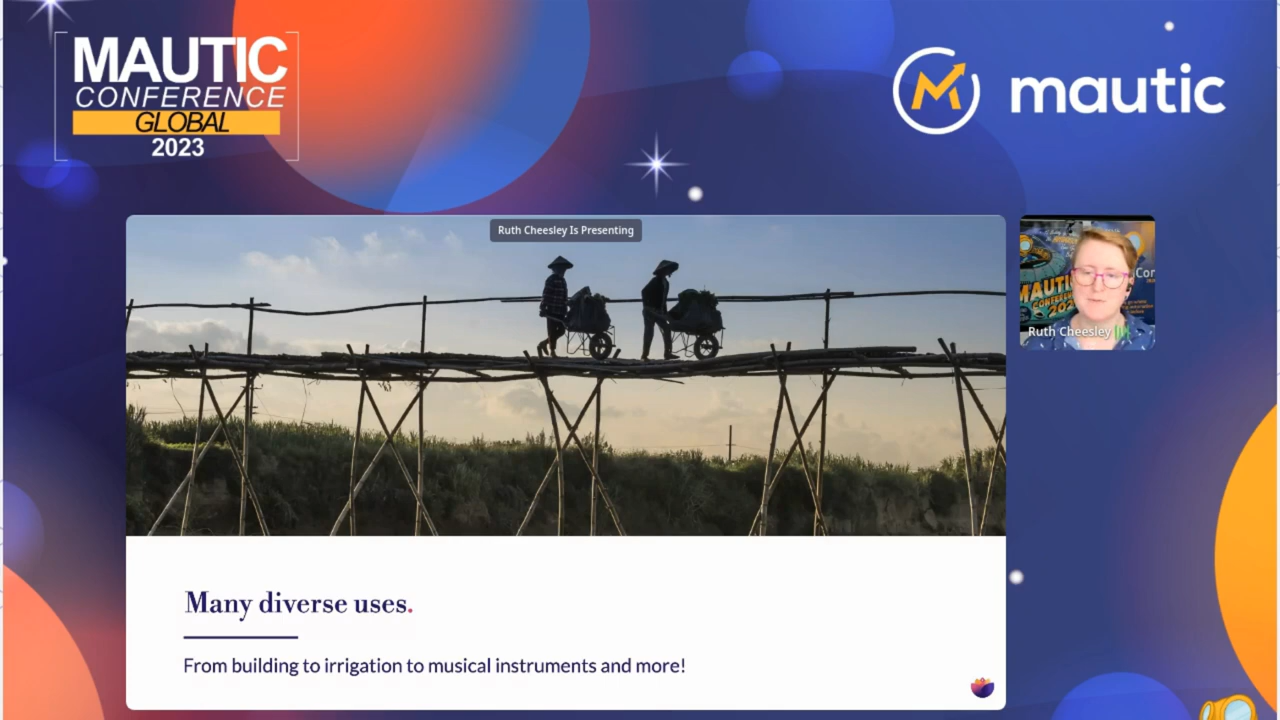 MAUTIC
CONFERENCE
GLOBAL
2023
mautic
Ruth Cheesley Is Presenting
MAUTIC
Ruth Cheesley
Many diverse uses.
From building to irrigation to musical instruments and more!